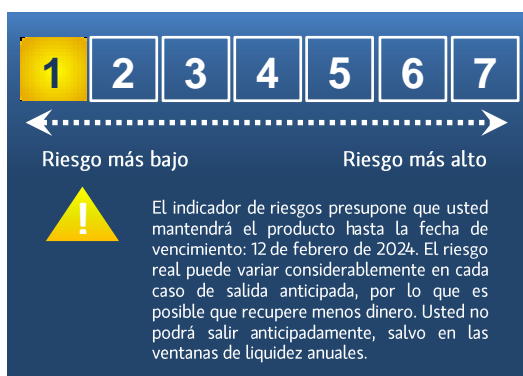 1 2 3 4 5 6 7
Riesgo más bajo Riesgo más alto
!
El indicador de riesgos presupone que usted
mantendrá el producto hasta la fecha de
vencimiento: 12 de febrero de 2024. El riesgo
real puede variar considerablemente en cada
caso de salida anticipada, por lo que es
posible que recupere menos dinero. Usted no
podrá salir anticipadamente, salvo en las
ventanas de liquidez anuales.